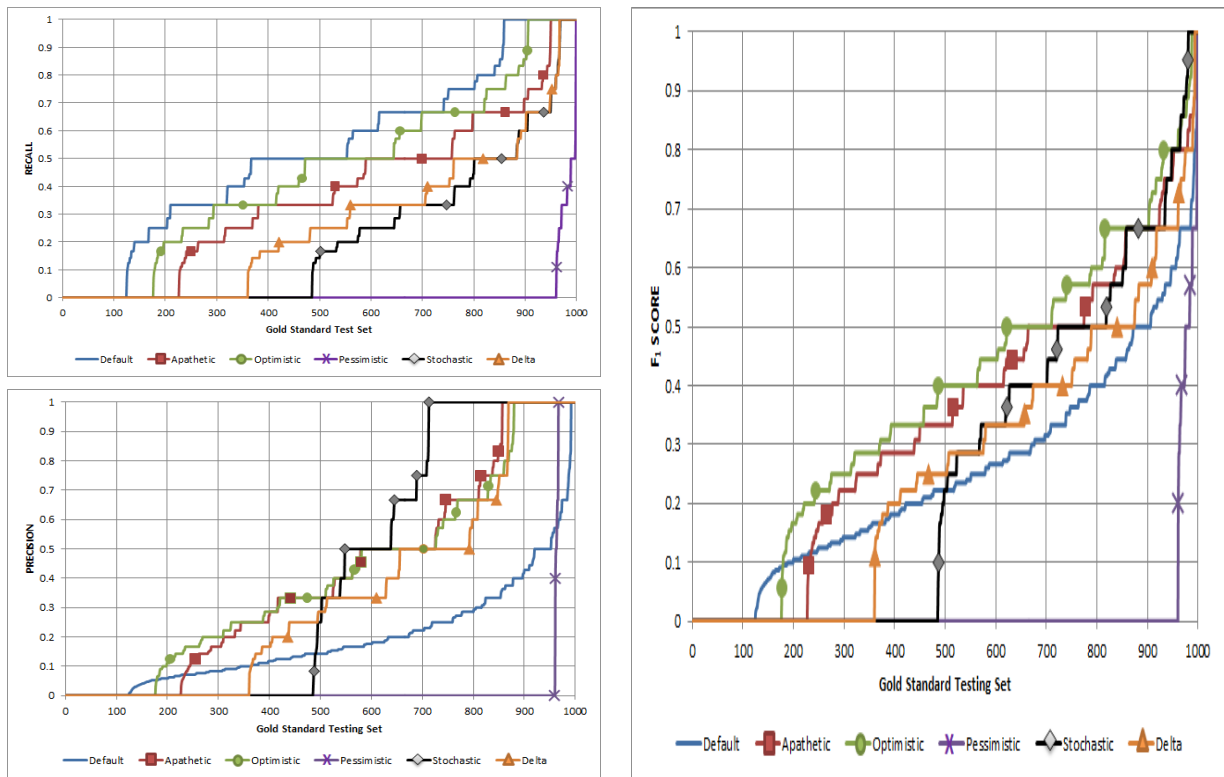 1
0.9
0.8
0.7
0.6
0.5
0.4
0.3
0.2
0.1
0
RECALL
0 100 200 300 400 500 600 700 800 900 1000
Gold Standard Test Set
Default Apathetic Optimistic Pessimistic Stochastic Delta
1
0.9
0.8
0.7
0.6
0.5
0.4
0.3
0.2
0.1
0
PRECISION
0 100 200 300 400 500 600 700 800 900 1000
Gold Standard Testing Set
Default Apathetic Optimistic Pessimistic Stochastic Delta
1
0.9
0.8
0.7
0.6
0.5
0.4
0.3
0.2
0.1
0
F₁ SCORE
0 100 200 300 400 500 600 700 800 900 1000
Gold Standard Testing Set
Default Apathetic Optimistic Pessimistic Stochastic Delta